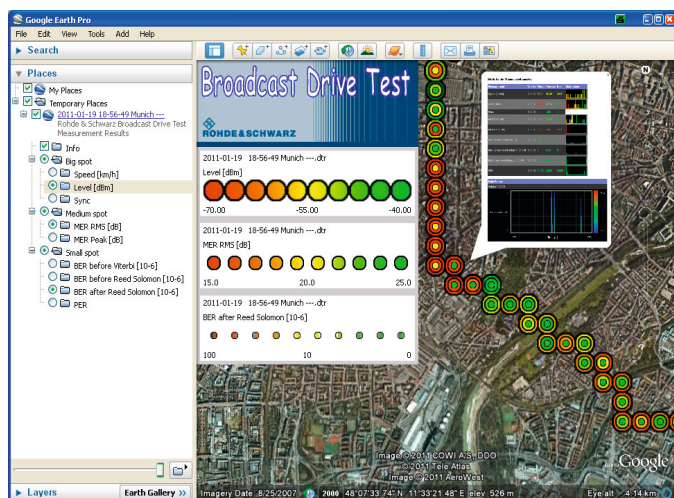 Google Earth Pro
File Edit View Tools Add Help
Search
Places
My Places
Temporary Places
2011-01-19 18-56-49 Munich ---
Rohde & Schwarz Broadcast Drive Test
Measurement Results
Info
Big spot
Speed [km/h]
Level [dBm]
Sync
Medium spot
MER RMS [dB]
MER Peak [dB]
Small spot
BER before Viterbi [10-6]
BER before Reed Solomon [10-6]
BER after Reed Solomon [10-6]
PER
Layers
Earth Gallery »
Broadcast Drive Test
ROHDE&SCHWARZ
2011-01-19 18-56-49 Munich ---.dtr
Level [dBm]
-70.00 -55.00 -40.00
2011-01-19 18-56-49 Munich ---.dtr
MER RMS [dB]
15.0 20.0 25.0
2011-01-19 18-56-49 Munich ---.dtr
BER after Reed Solomon [10-6]
100 10 0
N
Image © 2011 COWI A/S, DDO
© 2011 Tele Atlas
Image © 2011 AeroWest
Google
Imagery Date: 8/25/2007 2000 48°07'33.74" N 11°33'21.48" E elev 526 m Eye alt 4.14 km